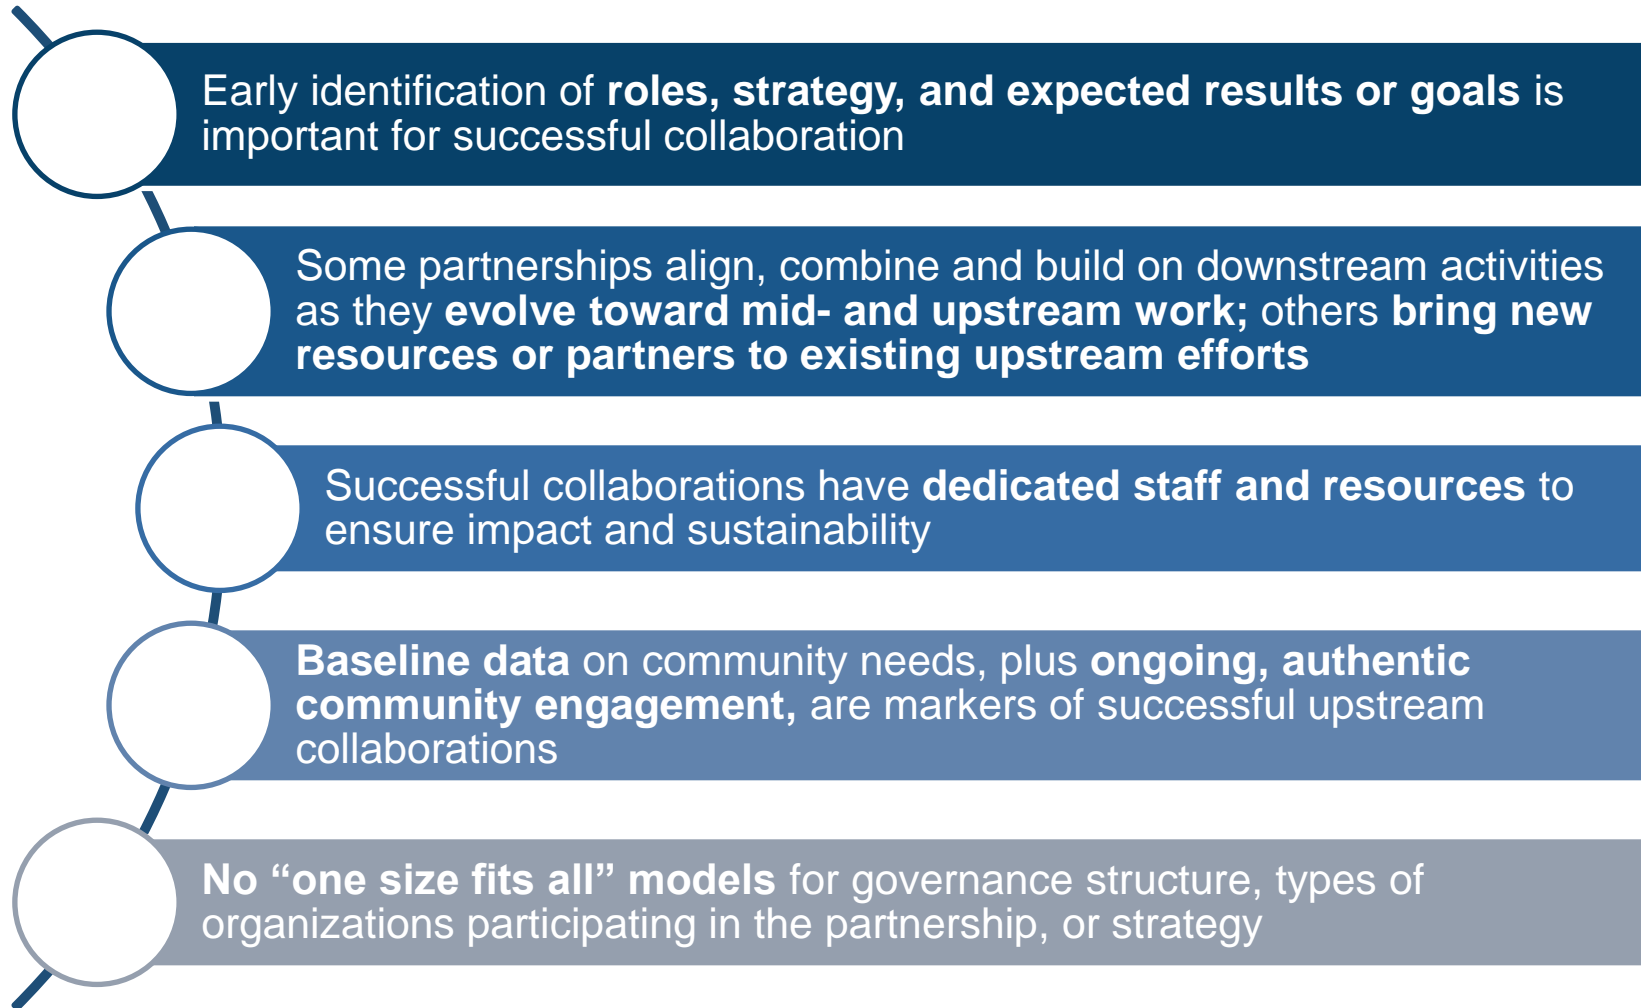 Early identification of roles, strategy, and expected results or goals is
important for successful collaboration
Some partnerships align, combine and build on downstream activities
as they evolve toward mid- and upstream work; others bring new
resources or partners to existing upstream efforts
Successful collaborations have dedicated staff and resources to
ensure impact and sustainability
Baseline data on community needs, plus ongoing, authentic
community engagement, are markers of successful upstream
collaborations
No “one size fits all” models for governance structure, types of
organizations participating in the partnership, or strategy